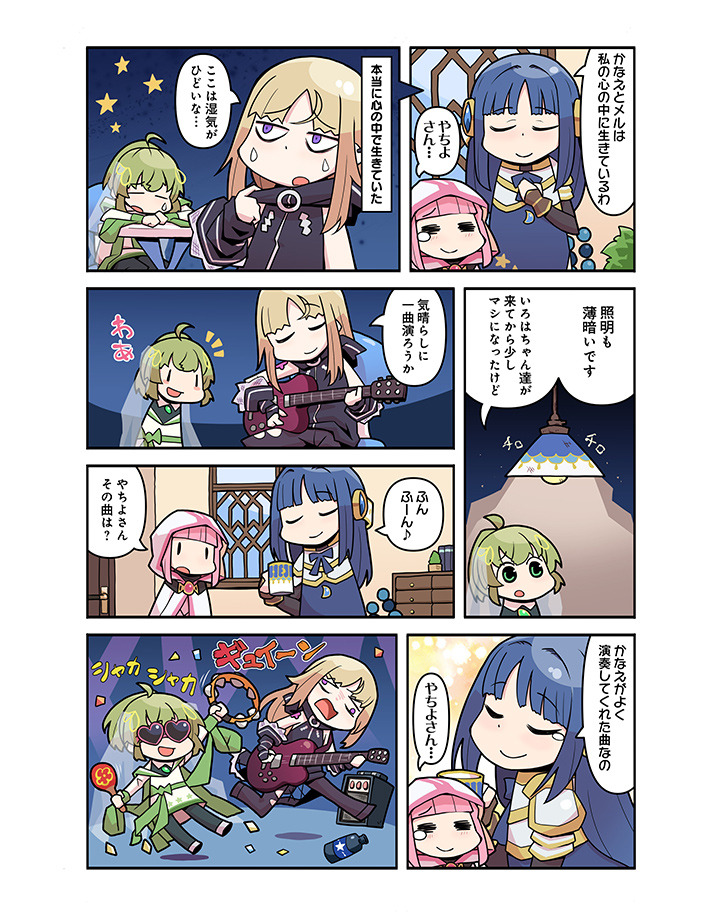 かなえとメルは
私の心の中に生きているわ
やちよ
さん…
本当に心の中で生きていた
ここは湿気が
ひどいな…
照明も
薄暗いです
いろはちゃん達が
来てから少し
マシになったけど
チロ
チロ
気晴らしに
一曲演ろうか
わあ
ふん
ふーん♪
やちよさん
その曲は?
かなえがよく
演奏してくれた曲なの
やちよさん…
ギュイーン
シャカ シャカ